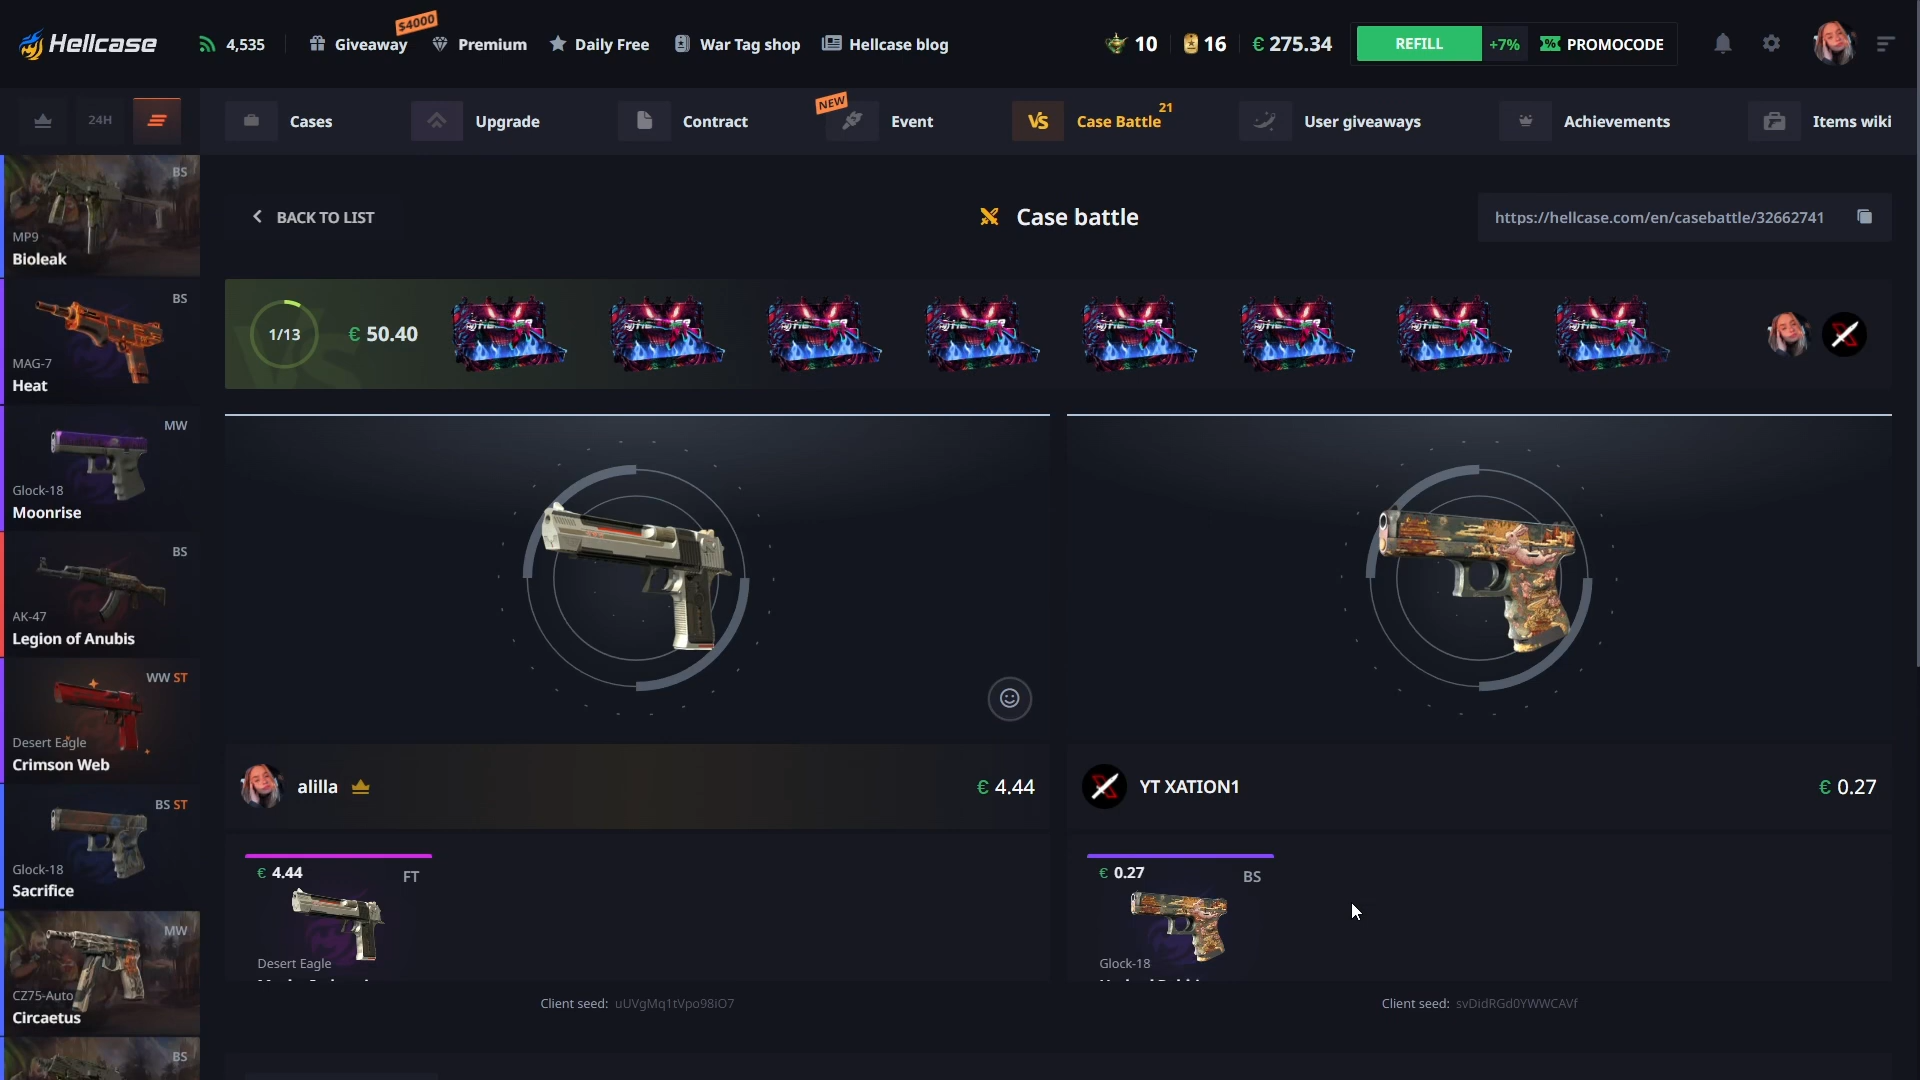 Hellcase
4,535
$4000
Giveaway
Premium
Daily Free
War Tag shop
Hellcase blog
10
16
€ 275.34
REFILL
+7%
PROMOCODE
24H
Cases
Upgrade
Contract
NEW
Event
VS
Case Battle
21
User giveaways
Achievements
Items wiki
BS
MP9
Bioleak
BS
MAG-7
Heat
MW
Glock-18
Moonrise
BS
AK-47
Legion of Anubis
WW ST
Desert Eagle
Crimson Web
BS ST
Glock-18
Sacrifice
MW
CZ75-Auto
Circaetus
BS
BACK TO LIST
Case battle
https://hellcase.com/en/casebattle/32662741
1/13
€ 50.40
alilla
€ 4.44
YT XATION1
€ 0.27
€ 4.44
FT
Desert Eagle
€ 0.27
BS
Glock-18
Client seed: uUVgMq1tVpo98iO7
Client seed: svDidRGd0YWWCAVf